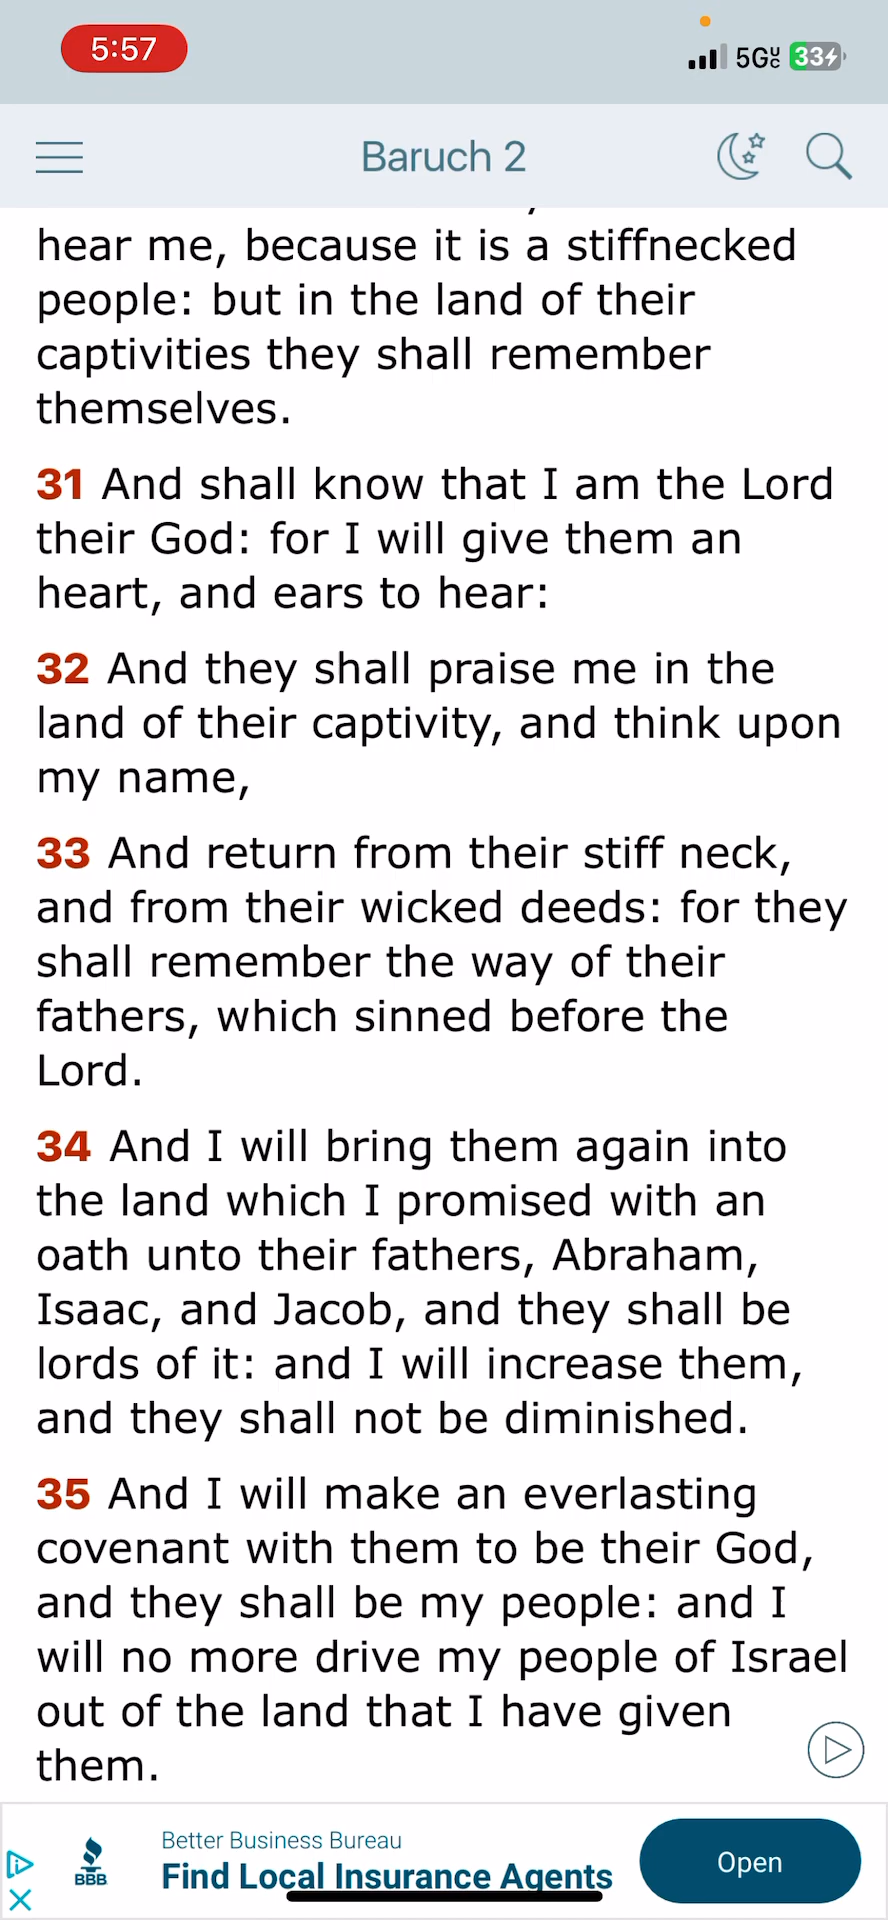 5:57
5G
33
Baruch 2
hear me, because it is a stiffnecked
people: but in the land of their
captivities they shall remember
themselves.
31 And shall know that I am the Lord
their God: for I will give them an
heart, and ears to hear:
32 And they shall praise me in the
land of their captivity, and think upon
my name,
33 And return from their stiff neck,
and from their wicked deeds: for they
shall remember the way of their
fathers, which sinned before the
Lord.
34 And I will bring them again into
the land which I promised with an
oath unto their fathers, Abraham,
Isaac, and Jacob, and they shall be
lords of it: and I will increase them,
and they shall not be diminished.
35 And I will make an everlasting
covenant with them to be their God,
and they shall be my people: and I
will no more drive my people of Israel
out of the land that I have given
them.
Better Business Bureau
BBB
Find Local Insurance Agents
Open